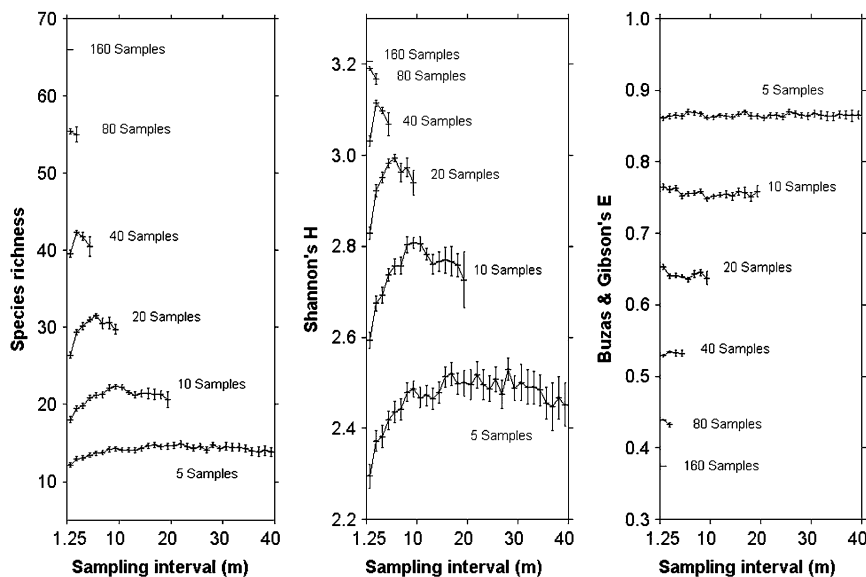 Species richness
70
60
50
40
30
20
10
160 Samples
80 Samples
40 Samples
20 Samples
10 Samples
5 Samples
1.25 10 20 30 40
Sampling interval (m)
Shannon's H
3.2
3.0
2.8
2.6
2.4
2.2
160 Samples
80 Samples
40 Samples
20 Samples
10 Samples
5 Samples
1.25 10 20 30 40
Sampling interval (m)
Buzas & Gibson's E
1.0
0.9
0.8
0.7
0.6
0.5
0.4
0.3
5 Samples
10 Samples
20 Samples
40 Samples
80 Samples
160 Samples
1.25 10 20 30 40
Sampling interval (m)